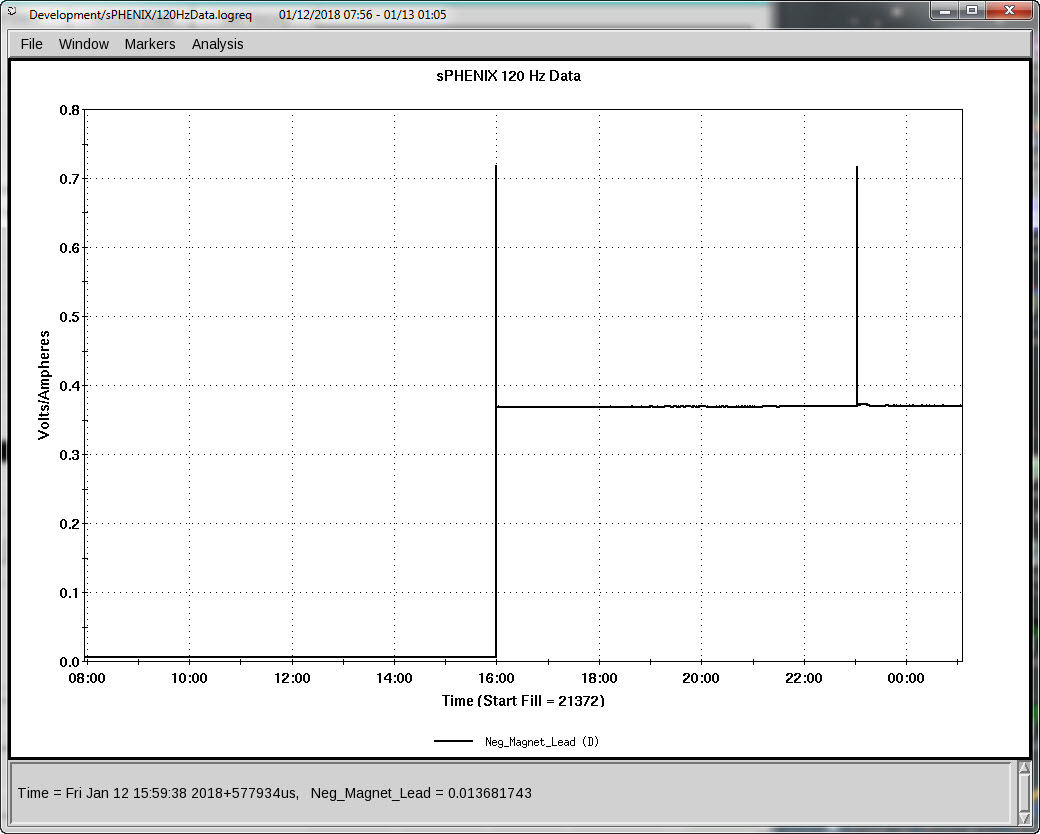 Development/sPHENIX/120HzData.logreq 01/12/2018 07:56 - 01/13 01:05
File Window Markers Analysis
sPHENIX 120 Hz Data
0.8
0.7
0.6
0.5
0.4
0.3
0.2
0.1
0.0
Volts/Ampheres
08:00 10:00 12:00 14:00 16:00 18:00 20:00 22:00 00:00
Time (Start Fill = 21372)
Neg_Magnet_Lead (D)
Time = Fri Jan 12 15:59:38 2018+577934us, Neg_Magnet_Lead = 0.013681743